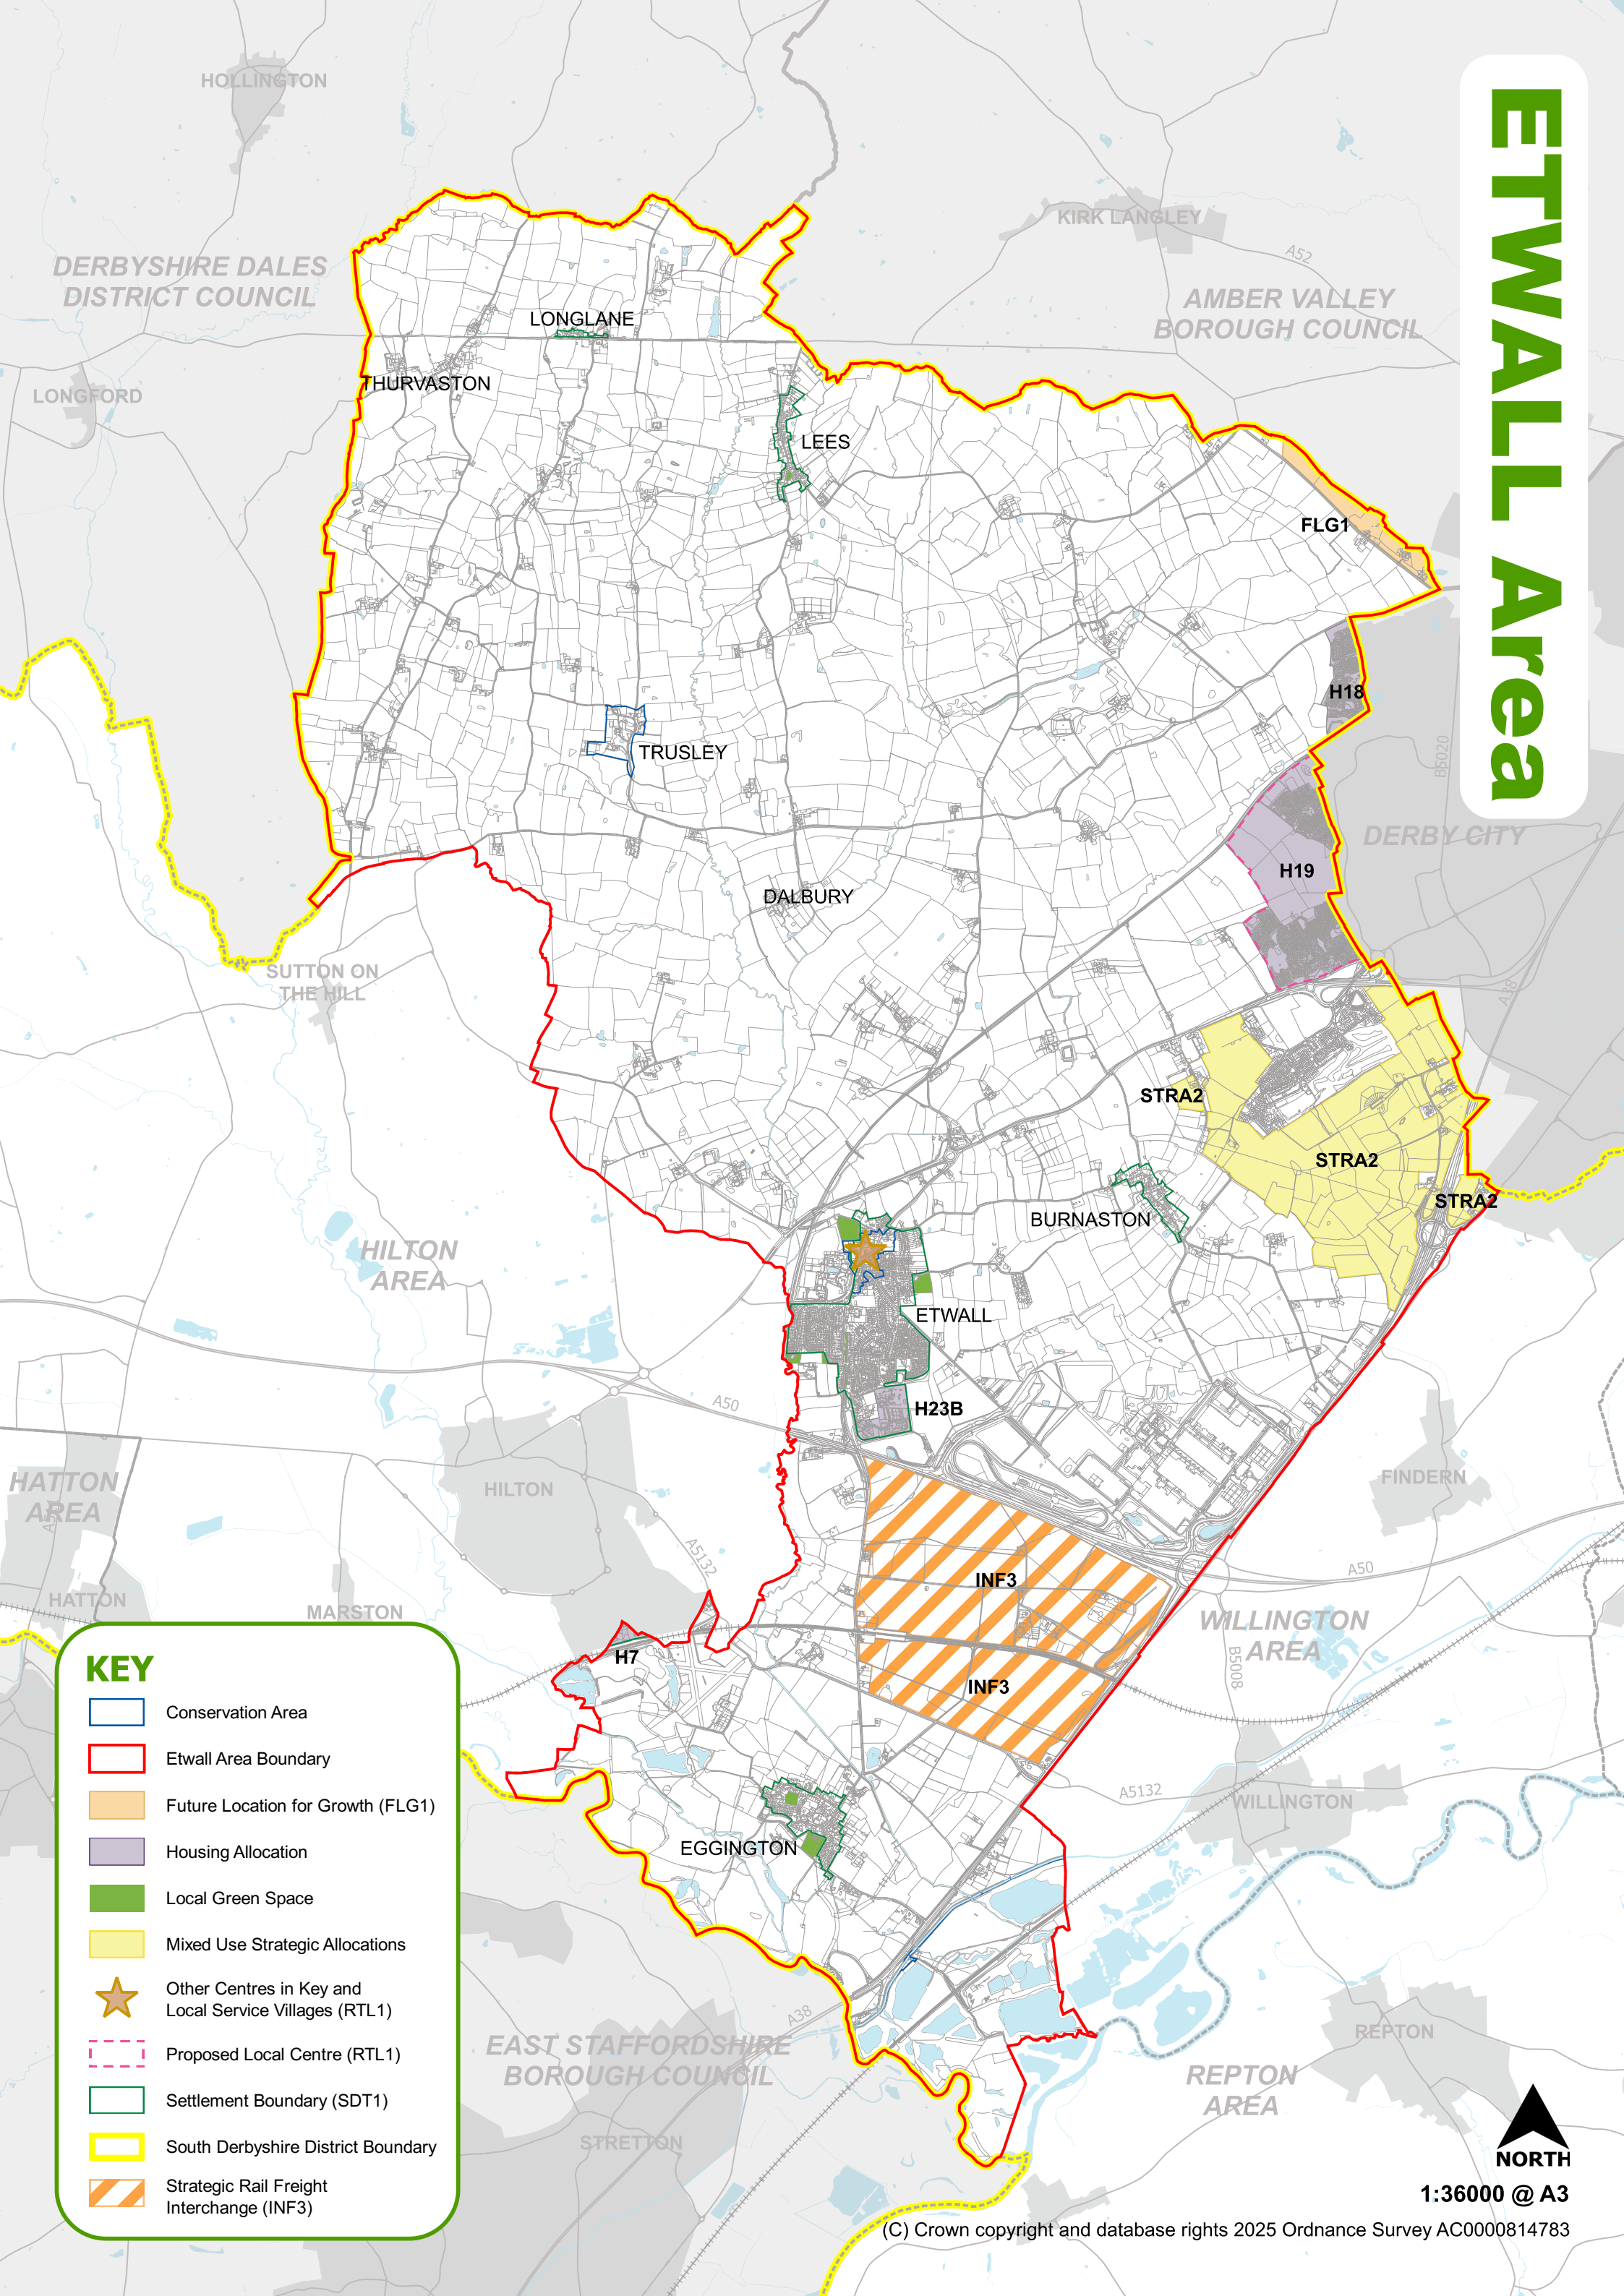 ETWALL Area
HOLLINGTON
KIRK LANGLEY
A52
DERBYSHIRE DALES
DISTRICT COUNCIL
AMBER VALLEY
BOROUGH COUNCIL
LONGLANE
THURVASTON
LONGFORD
LEES
FLG1
H18
TRUSLEY
B5020
DERBY CITY
H19
DALBURY
SUTTON ON
THE HILL
A38
STRA2
STRA2
STRA2
BURNASTON
HILTON
AREA
ETWALL
A50
H23B
HATTON
AREA
HILTON
FINDERN
A5132
A50
INF3
HATTON
MARSTON
WILLINGTON
AREA
B5008
H7
INF3
A5132
WILLINGTON
EGGINGTON
A38
EAST STAFFORDSHIRE
BOROUGH COUNCIL
REPTON
REPTON
AREA
STRETTON
KEY
Conservation Area
Etwall Area Boundary
Future Location for Growth (FLG1)
Housing Allocation
Local Green Space
Mixed Use Strategic Allocations
Other Centres in Key and
Local Service Villages (RTL1)
Proposed Local Centre (RTL1)
Settlement Boundary (SDT1)
South Derbyshire District Boundary
Strategic Rail Freight
Interchange (INF3)
NORTH
1:36000 @ A3
(C) Crown copyright and database rights 2025 Ordnance Survey AC0000814783